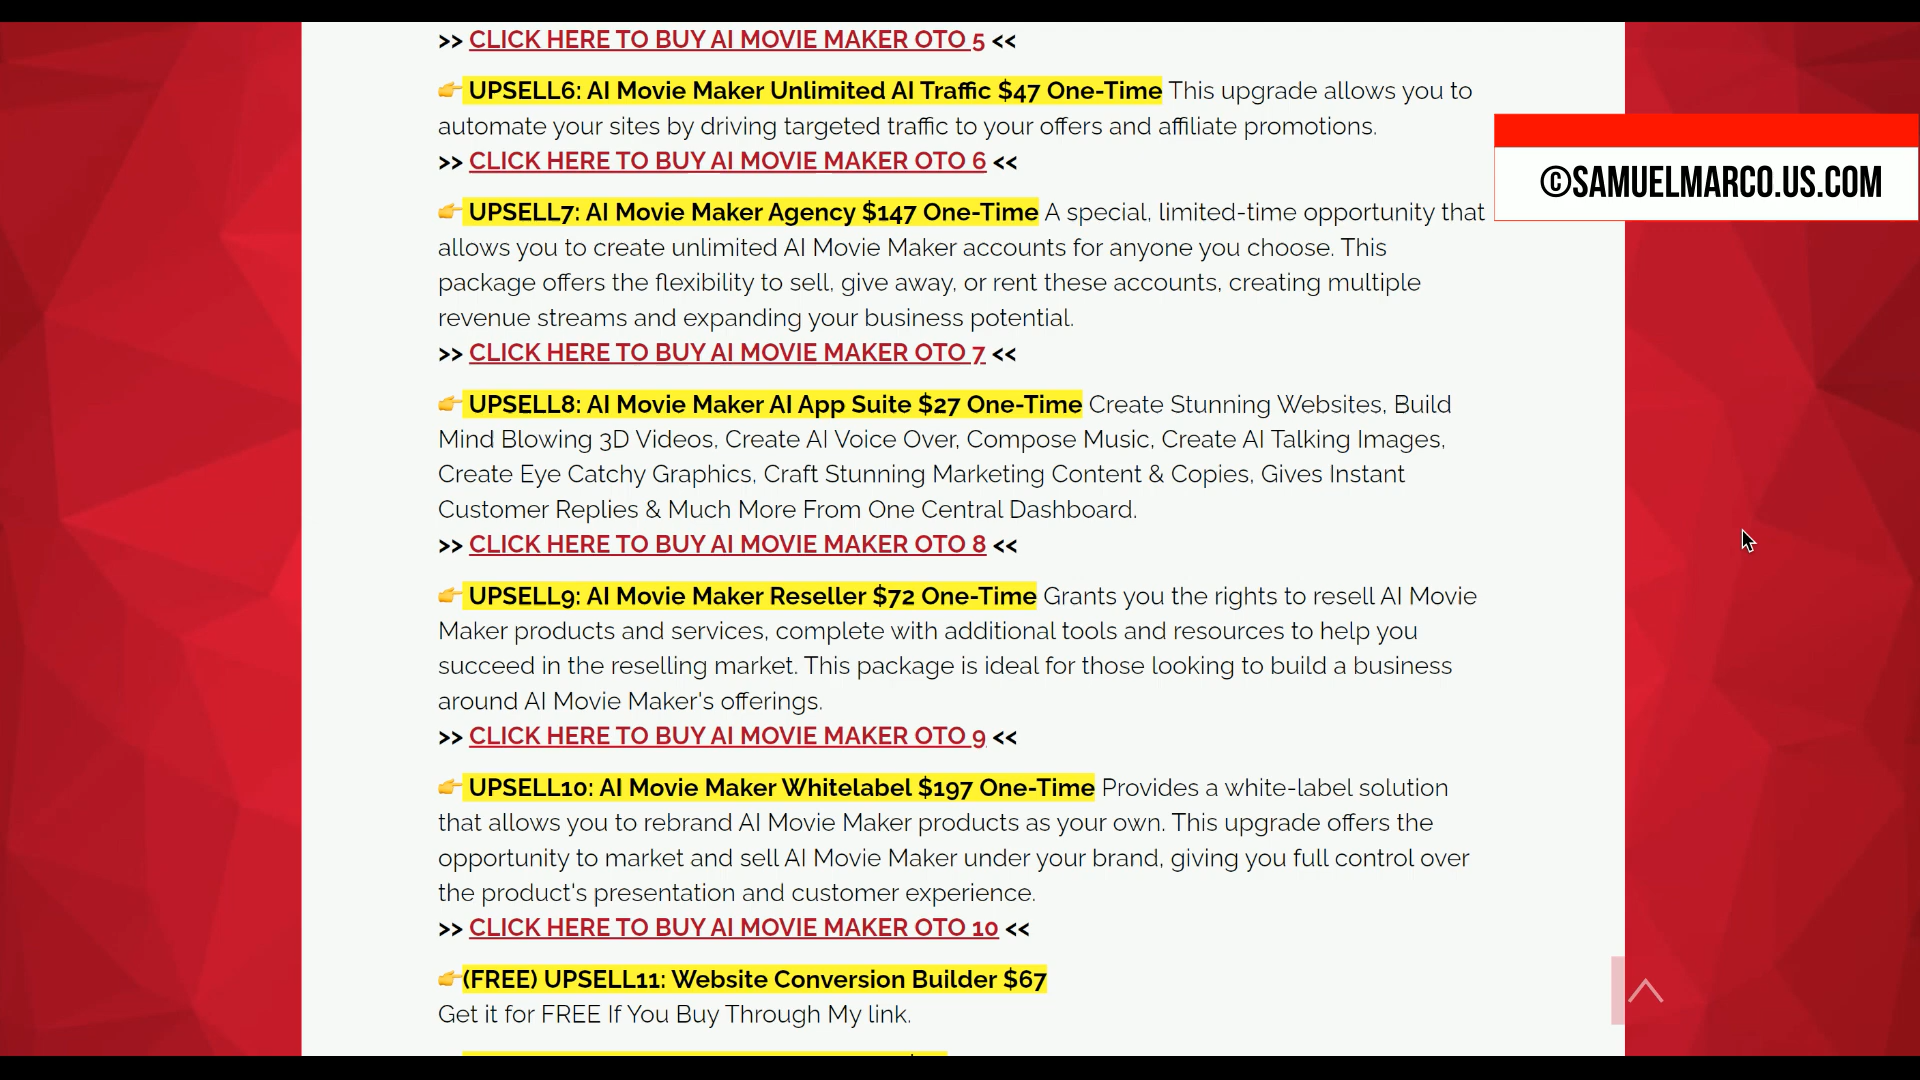 >> CLICK HERE TO BUY AI MOVIE MAKER OTO 5 <<
👉 UPSELL6: AI Movie Maker Unlimited AI Traffic $47 One-Time This upgrade allows you to
automate your sites by driving targeted traffic to your offers and affiliate promotions.
>> CLICK HERE TO BUY AI MOVIE MAKER OTO 6 <<
©SAMUELMARCO.US.COM
👉 UPSELL7: AI Movie Maker Agency $147 One-Time A special, limited-time opportunity that
allows you to create unlimited AI Movie Maker accounts for anyone you choose. This
package offers the flexibility to sell, give away, or rent these accounts, creating multiple
revenue streams and expanding your business potential.
>> CLICK HERE TO BUY AI MOVIE MAKER OTO 7 <<
👉 UPSELL8: AI Movie Maker AI App Suite $27 One-Time Create Stunning Websites, Build
Mind Blowing 3D Videos, Create AI Voice Over, Compose Music, Create AI Talking Images,
Create Eye Catchy Graphics, Craft Stunning Marketing Content & Copies, Gives Instant
Customer Replies & Much More From One Central Dashboard.
>> CLICK HERE TO BUY AI MOVIE MAKER OTO 8 <<
👉 UPSELL9: AI Movie Maker Reseller $72 One-Time Grants you the rights to resell AI Movie
Maker products and services, complete with additional tools and resources to help you
succeed in the reselling market. This package is ideal for those looking to build a business
around AI Movie Maker's offerings.
>> CLICK HERE TO BUY AI MOVIE MAKER OTO 9 <<
👉 UPSELL10: AI Movie Maker Whitelabel $197 One-Time Provides a white-label solution
that allows you to rebrand AI Movie Maker products as your own. This upgrade offers the
opportunity to market and sell AI Movie Maker under your brand, giving you full control over
the product's presentation and customer experience.
>> CLICK HERE TO BUY AI MOVIE MAKER OTO 10 <<
👉(FREE) UPSELL11: Website Conversion Builder $67
Get it for FREE If You Buy Through My link.